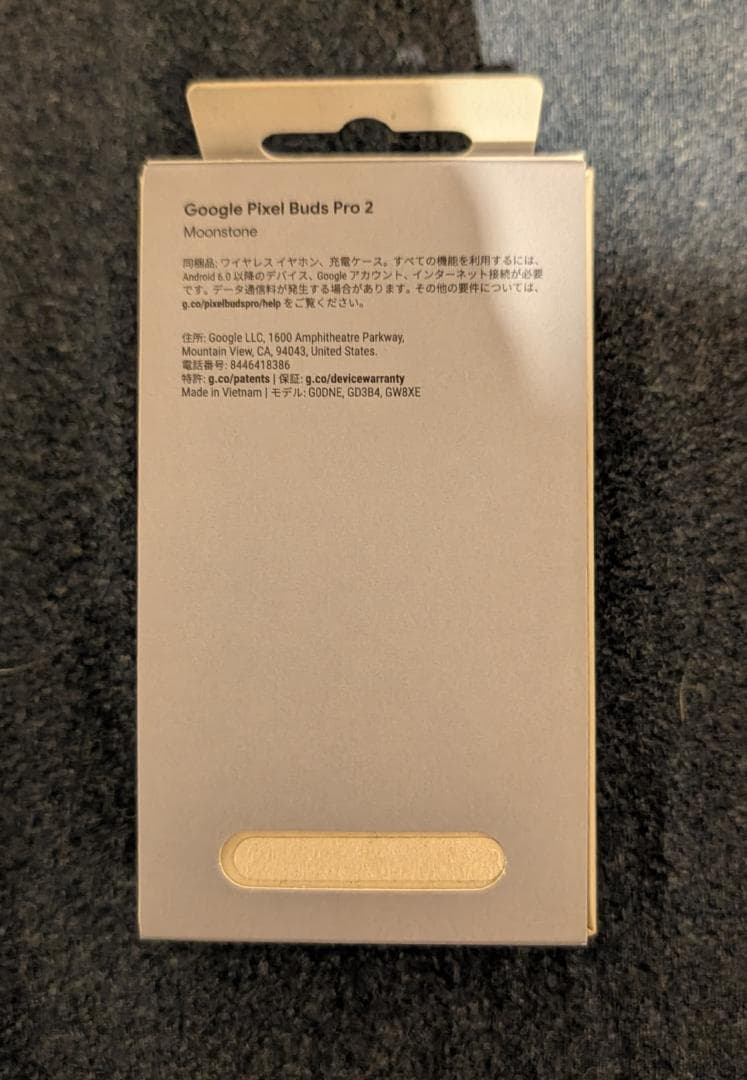 Google Pixel Buds Pro 2
Moonstone
同梱品: ワイヤレス イヤホン、充電ケース。すべての機能を利用するには、
Android 6.0 以降のデバイス、Google アカウント、インターネット接続が必要
です。データ通信料が発生する場合があります。その他の要件については、
g.co/pixelbudspro/help をご覧ください。
住所: Google LLC, 1600 Amphitheatre Parkway,
Mountain View, CA, 94043, United States.
電話番号: 8446418386
特許: g.co/patents | 保証: g.co/devicewarranty
Made in Vietnam | モデル: G0DNE, GD3B4, GW8XE